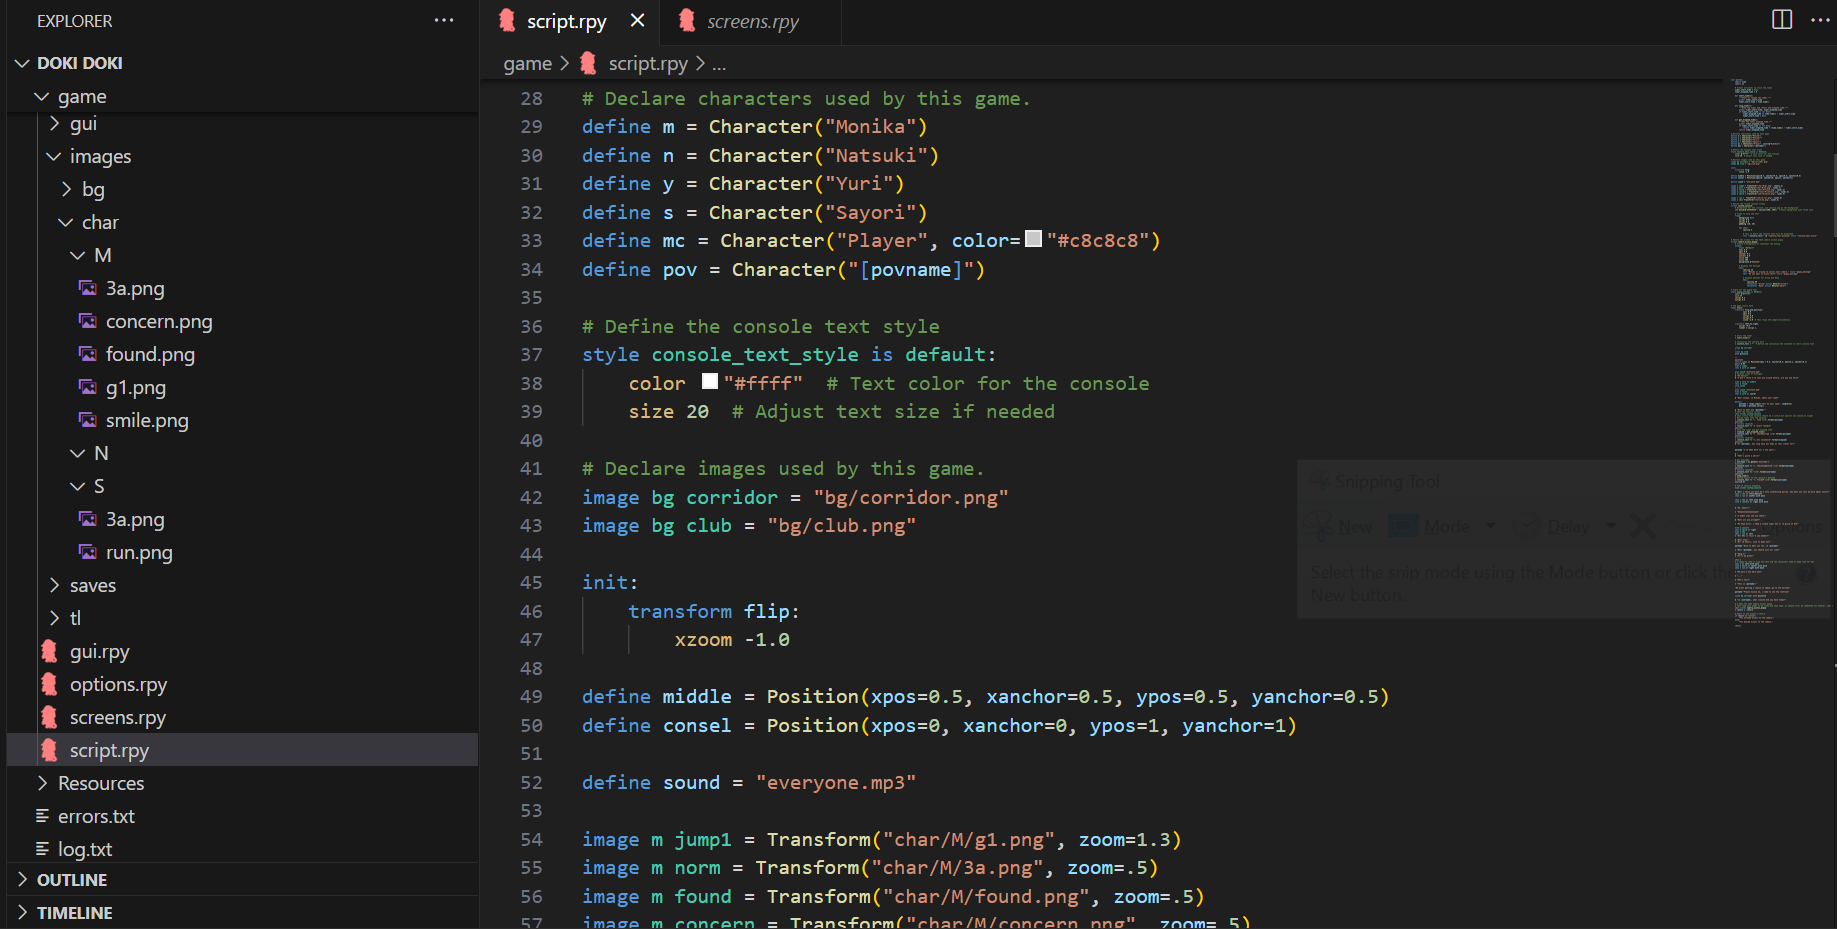 EXPLORER
DOKI DOKI
game
gui
images
bg
char
M
3a.png
concern.png
found.png
g1.png
smile.png
N
S
3a.png
run.png
saves
tl
gui.rpy
options.rpy
screens.rpy
script.rpy
Resources
errors.txt
log.txt
OUTLINE
TIMELINE
script.rpy
screens.rpy
game > script.rpy > ...
28 # Declare characters used by this game.
29 define m = Character("Monika")
30 define n = Character("Natsuki")
31 define y = Character("Yuri")
32 define s = Character("Sayori")
33 define mc = Character("Player", color="#c8c8c8")
34 define pov = Character("[povname]")
35
36 # Define the console text style
37 style console_text_style is default:
38 color "#ffff" # Text color for the console
39 size 20 # Adjust text size if needed
40
41 # Declare images used by this game.
42 image bg corridor = "bg/corridor.png"
43 image bg club = "bg/club.png"
44
45 init:
46 transform flip:
47 xzoom -1.0
48
49 define middle = Position(xpos=0.5, xanchor=0.5, ypos=0.5, yanchor=0.5)
50 define consel = Position(xpos=0, xanchor=0, ypos=1, yanchor=1)
51
52 define sound = "everyone.mp3"
53
54 image m jump1 = Transform("char/M/g1.png", zoom=1.3)
55 image m norm = Transform("char/M/3a.png", zoom=.5)
56 image m found = Transform("char/M/found.png", zoom=.5)
57 image m concern = Transform("char/M/concern.png", zoom=.5)
Snipping Tool
New Mode Delay
Select the snip mode using the Mode button or click the
New button.